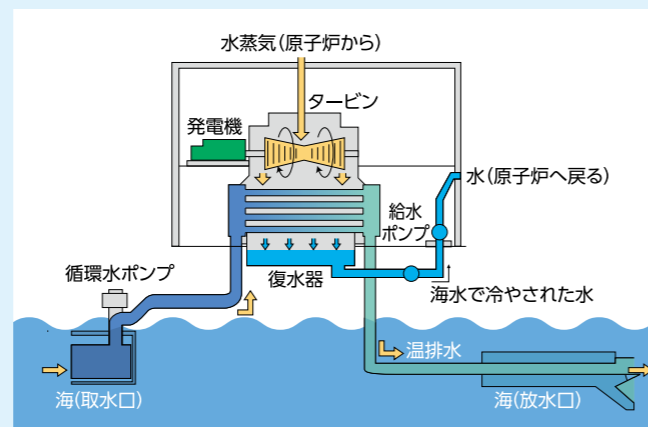 水蒸気（原子炉から）
タービン
発電機
水（原子炉へ戻る）
給水
ポンプ
循環水ポンプ
復水器
海水で冷やされた水
温排水
海（取水口）
海（放水口）